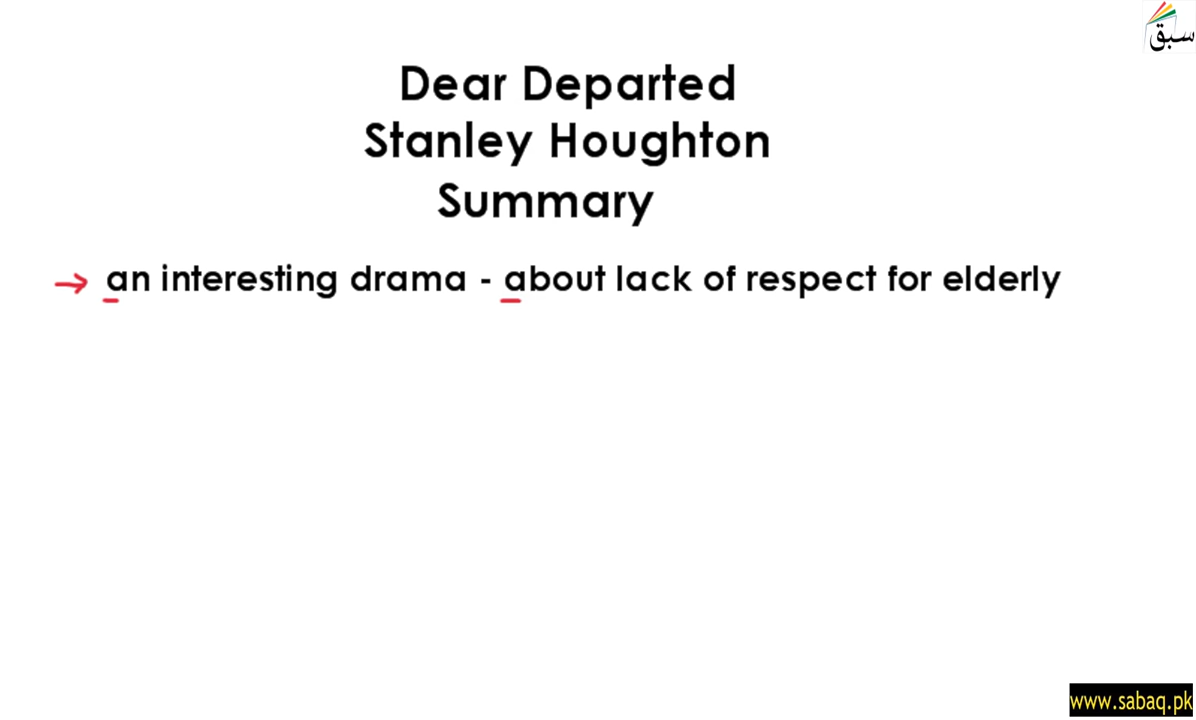 سبق
Dear Departed
Stanley Houghton
Summary
→ an interesting drama - about lack of respect for elderly
www.sabaq.pk